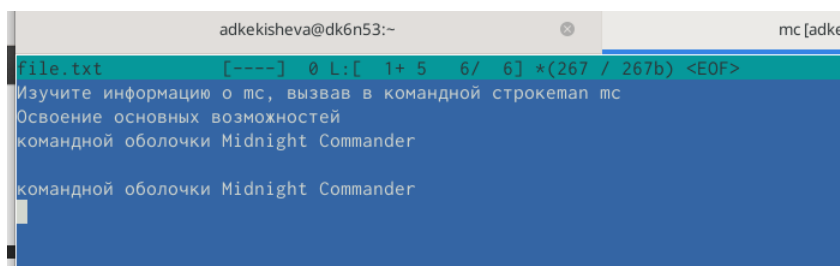 adkekisheva@dk6n53:~ mc [adke
file.txt [----] 0 L:[ 1+ 5 6/ 6] *(267 / 267b) <EOF>
Изучите информацию о mc, вызвав в командной строкеman mc
Освоение основных возможностей
командной оболочки Midnight Commander
командной оболочки Midnight Commander